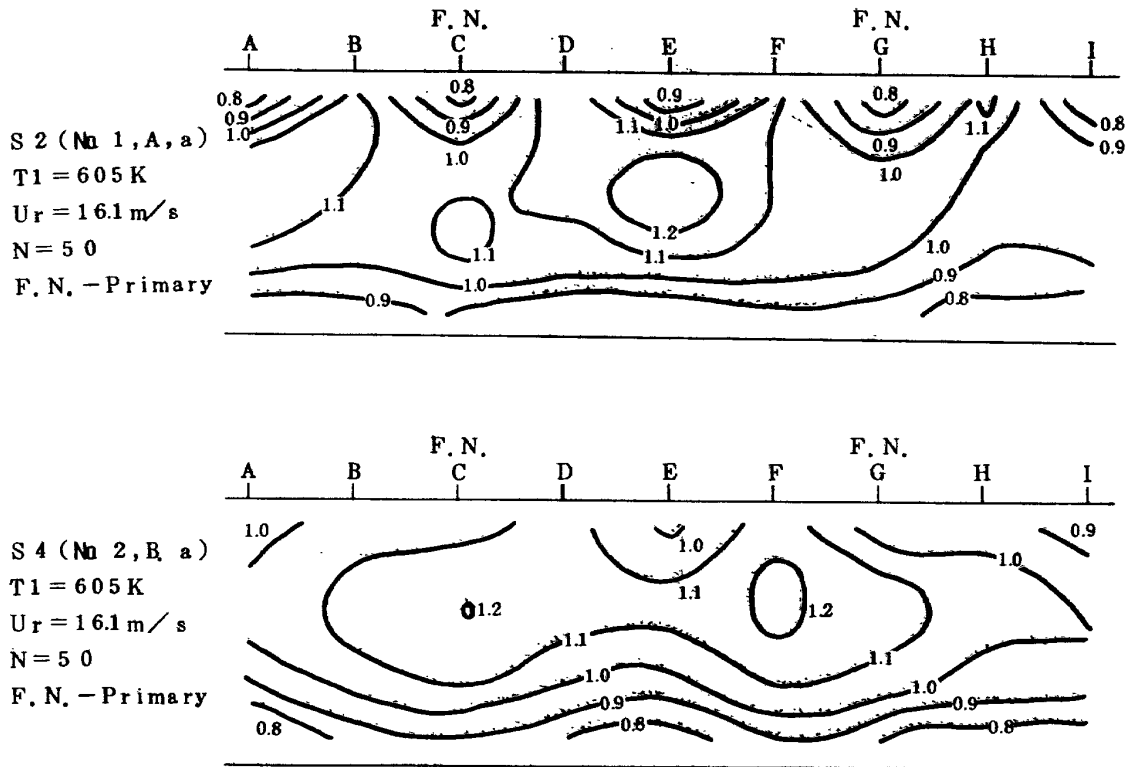 F. N. F. N.
A B C D E F G H I
0.8 0.8 0.9 0.8
0.9 0.9 1.1 1.0 0.9 1.1 0.8
1.0 1.0 1.0 0.9
S 2 (No 1, A, a)
T1 = 605K
Ur = 16.1 m/s
N = 50
F. N. - Primary
1.1 1.2 1.0
1.1 1.1
1.0 0.9
0.9 0.8
F. N. F. N.
A B C D E F G H I
1.0 1.0 0.9
1.1 1.0
S 4 (No 2, B, a)
T1 = 605K
Ur = 16.1 m/s
N = 50
F. N. - Primary
1.2 1.2
1.1 1.1
1.0 1.0
0.9 0.9
0.8 0.8 0.8